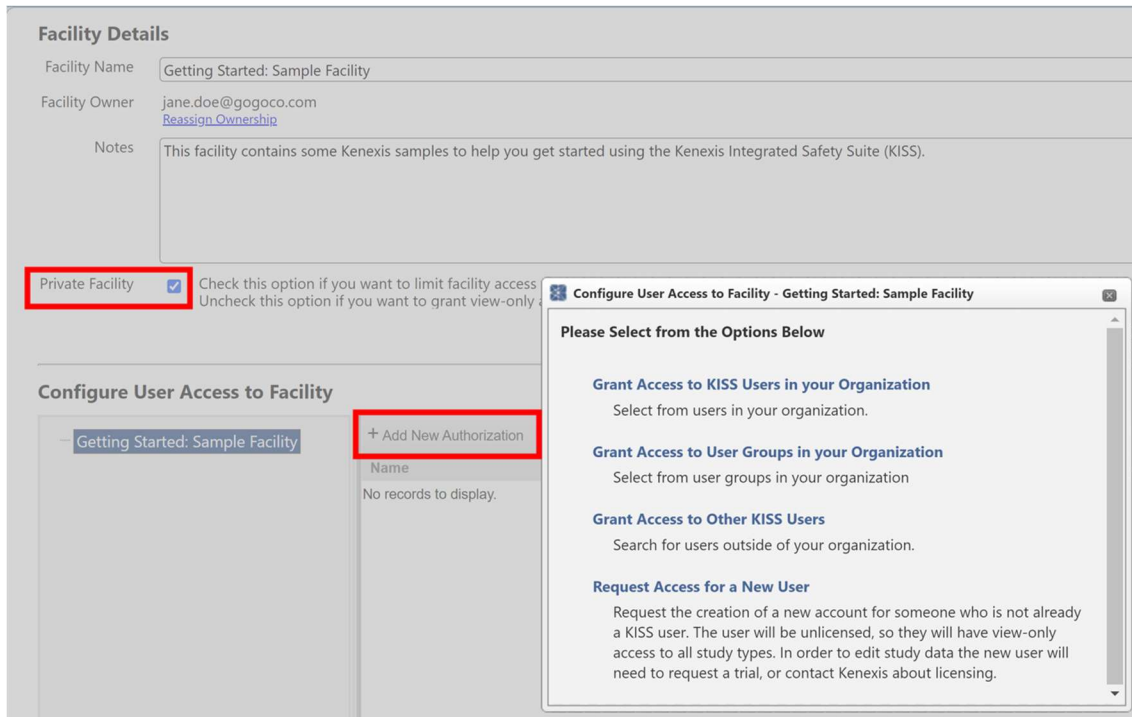 Facility Details
Facility Name
Getting Started: Sample Facility
Facility Owner
jane.doe@gogoco.com
Reassign Ownership
Notes
This facility contains some Kenexis samples to help you get started using the Kenexis Integrated Safety Suite (KISS).
Private Facility
Check this option if you want to limit facility access
Uncheck this option if you want to grant view-only
Configure User Access to Facility
Getting Started: Sample Facility
+ Add New Authorization
Name
No records to display.
Configure User Access to Facility - Getting Started: Sample Facility
Please Select from the Options Below
Grant Access to KISS Users in your Organization
Select from users in your organization.
Grant Access to User Groups in your Organization
Select from user groups in your organization
Grant Access to Other KISS Users
Search for users outside of your organization.
Request Access for a New User
Request the creation of a new account for someone who is not already
a KISS user. The user will be unlicensed, so they will have view-only
access to all study types. In order to edit study data the new user will
need to request a trial, or contact Kenexis about licensing.